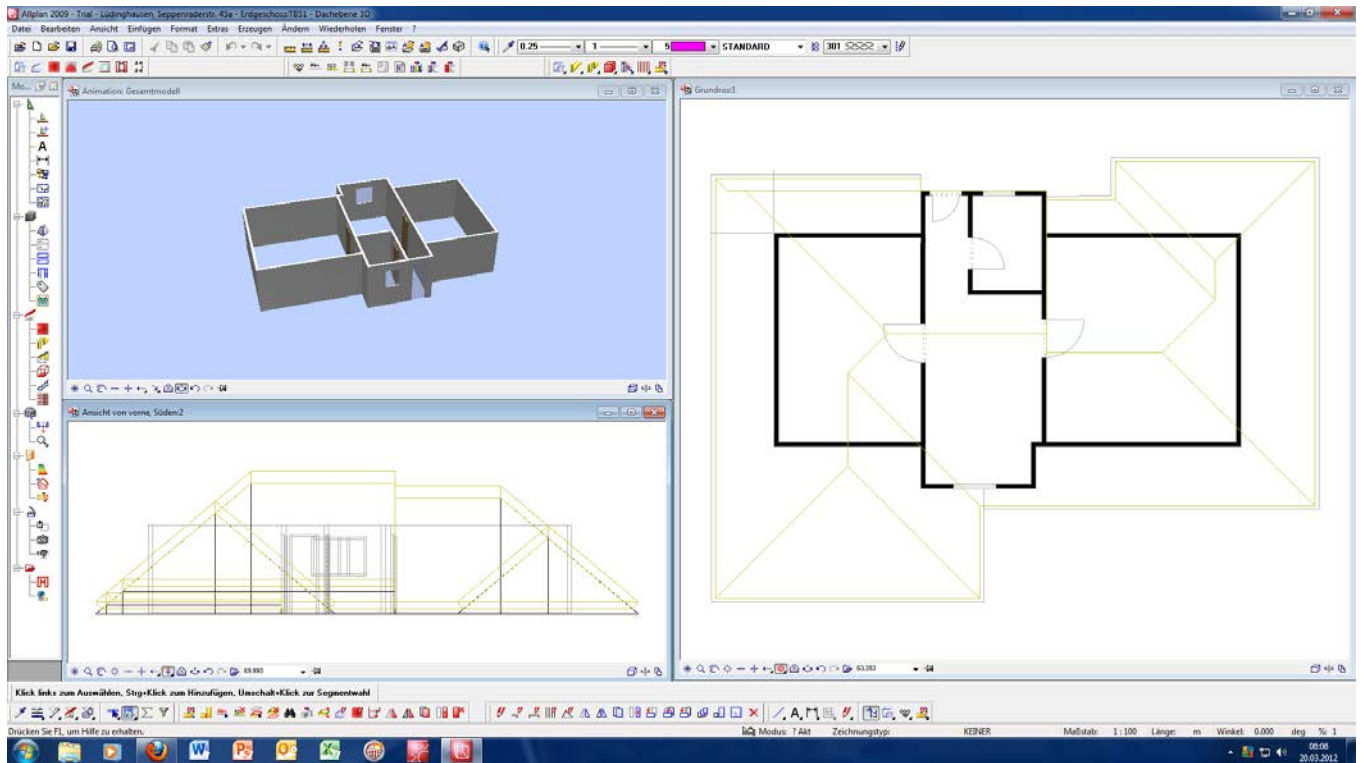 Allplan 2009 - Trial - Lüdinghausen, Seppenraderstr. 45a - Erdgeschoss:TB51 - Dachebene 3D
Datei Bearbeiten Ansicht Einfügen Format Extras Erzeugen Ändern Wiederholen Fenster ?
0.25 1 5 STANDARD 301
Mo...
Animation: Gesamtmodell
Grundriss:1
Ansicht von vorne, Süden:2
Klick links zum Auswählen, Strg+Klick zum Hinzufügen, Umschalt+Klick zur Segmentwahl
Drücken Sie F1, um Hilfe zu erhalten.
Modus: ? Akt Zeichnungstyp: KEINER Maßstab: 1:100 Länge: m Winkel: 0.000 deg %: 1
08:08
20.03.2012